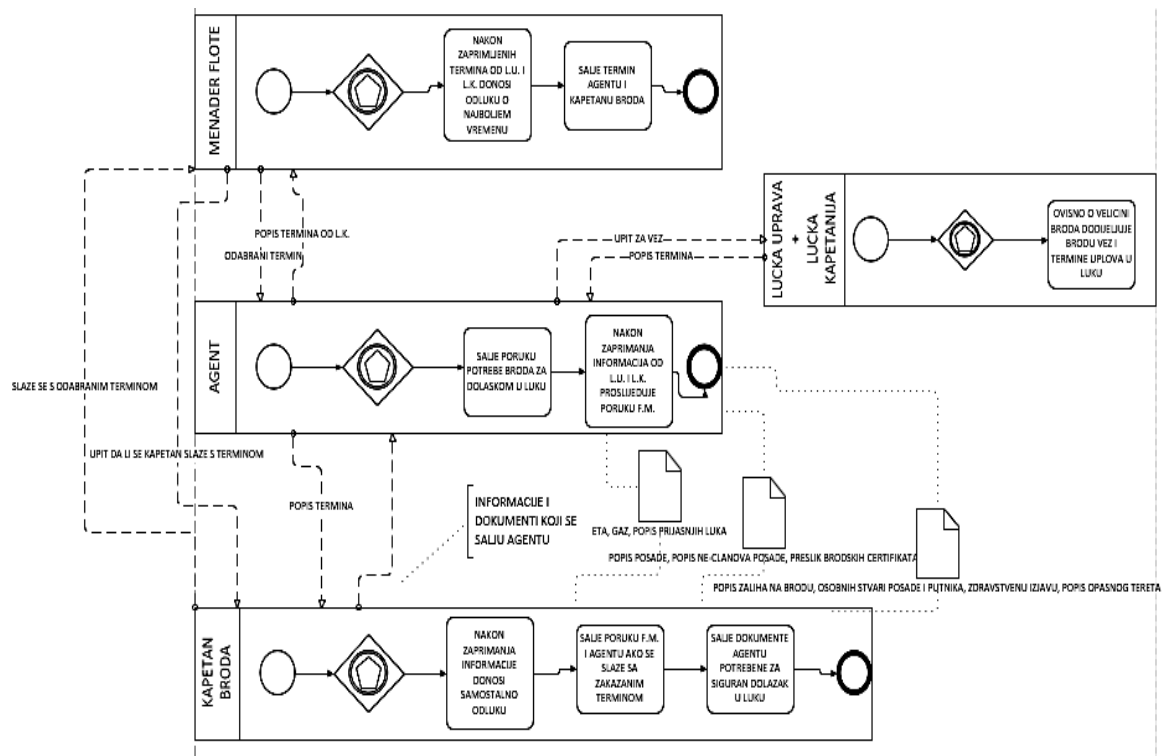 MENADER FLOTE
NAKON
ZAPRIMLJENIH
TERMINA OD L.U. I
L.K. DONOSI
ODLUKU O
NAJBOLJEM
VREMENU
SALJE TERMIN
AGENTU I
KAPETANU BRODA
LUCKA UPRAVA
+
LUCKA
KAPETANIJA
OVISNO O VELICINI
BRODA DODIJELJUJE
BRODU VEZ I
TERMINE UPLOVA U
LUKU
POPIS TERMINA OD L.K.
ODABRANI TERMIN
UPIT ZA VEZ
POPIS TERMINA
AGENT
SALJE PORUKU
POTREBE BRODA ZA
DOLASKOM U LUKU
NAKON
ZAPRIMANJA
INFORMACIJA OD
L.U. I L.K.
PROSLIJEDUJE
PORUKU F.M.
SLAZE SE S ODABRANIM TERMINOM
UPIT DA LI SE KAPETAN SLAZE S TERMINOM
POPIS TERMINA
INFORMACIJE I
DOKUMENTI KOJI SE
SALJU AGENTU
ETA, GAZ, POPIS PRIJASNJIH LUKA
POPIS POSADE, POPIS NE-CLANOVA POSADE, PRESLIK BRODSKIH CERTIFIKATA
POPIS ZALIHA NA BRODU, OSOBNIH STVARI POSADE I PUTNIKA, ZDRAVSTVENU IZJAVU, POPIS OPASNOG TERETA
KAPETAN
BRODA
NAKON
ZAPRIMANJA
INFORMACIJE
DONOSI
SAMOSTALNO
ODLUKU
SALJE PORUKU F.M.
I AGENTU AKO SE
SLAZE SA
ZAKAZANIM
TERMINOM
SALJE DOKUMENTE
AGENTU
POTREBENE ZA
SIGURAN DOLAZAK
U LUKU